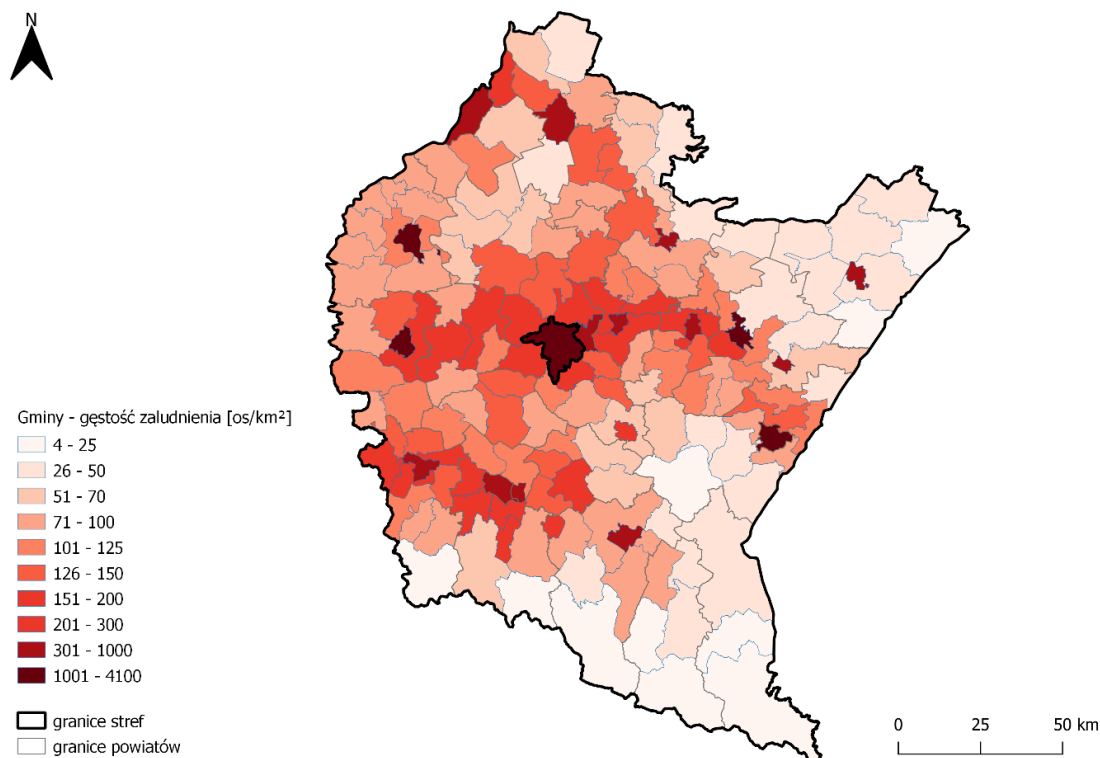 N
Gminy - gęstość zaludnienia [os/km²]
4 - 25
26 - 50
51 - 70
71 - 100
101 - 125
126 - 150
151 - 200
201 - 300
301 - 1000
1001 - 4100
granice stref
granice powiatów
0 25 50 km